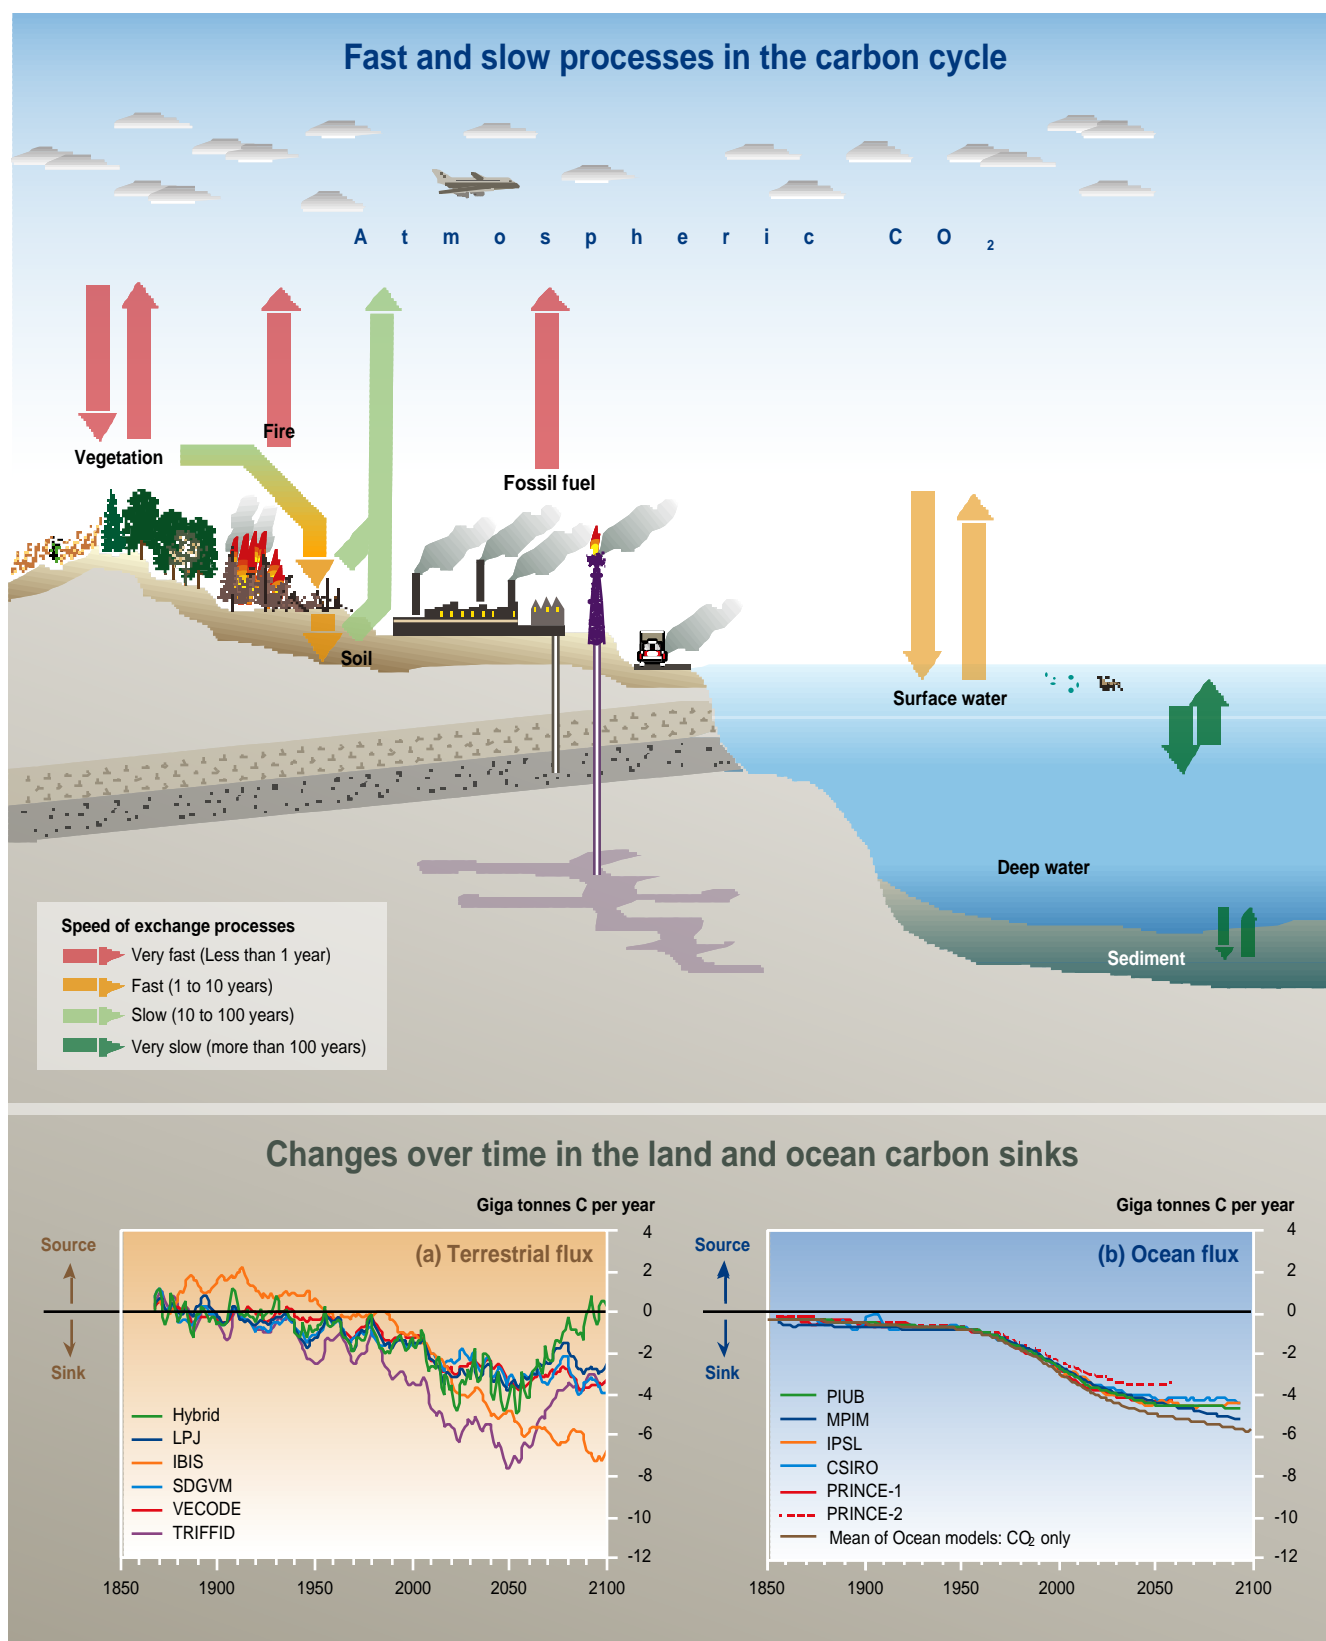 Fast and slow processes in the carbon cycle
Atmospheric CO₂
Fire
Vegetation
Fossil fuel
Soil
Surface water
Deep water
Sediment
Speed of exchange processes
Very fast (Less than 1 year)
Fast (1 to 10 years)
Slow (10 to 100 years)
Very slow (more than 100 years)
Changes over time in the land and ocean carbon sinks
Giga tonnes C per year
Source
Sink
(a) Terrestrial flux
4
2
0
-2
-4
-6
-8
-10
-12
Hybrid
LPJ
IBIS
SDGVM
VECODE
TRIFFID
1850 1900 1950 2000 2050 2100
Giga tonnes C per year
Source
Sink
(b) Ocean flux
4
2
0
-2
-4
-6
-8
-10
-12
PIUB
MPIM
IPSL
CSIRO
PRINCE-1
PRINCE-2
Mean of Ocean models: CO₂ only
1850 1900 1950 2000 2050 2100